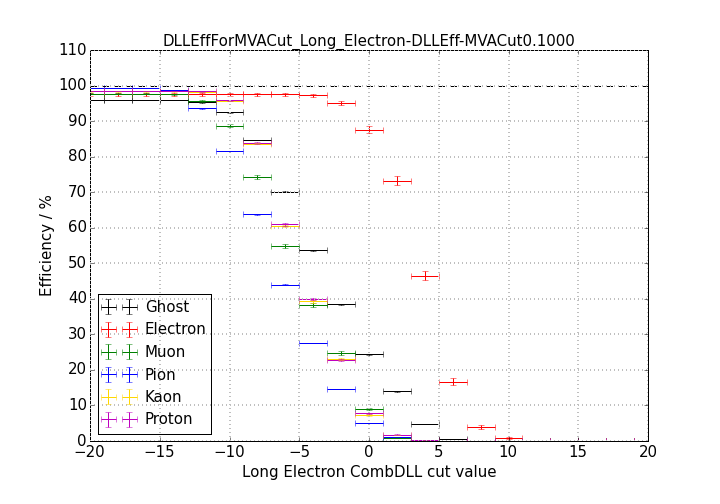 DLLEffForMVACut_Long_Electron-DLLEff-MVACut0.1000
110
100
90
80
70
60
50
40
30
20
10
0
Efficiency / %
Ghost
Electron
Muon
Pion
Kaon
Proton
−20 −15 −10 −5 0 5 10 15 20
Long Electron CombDLL cut value